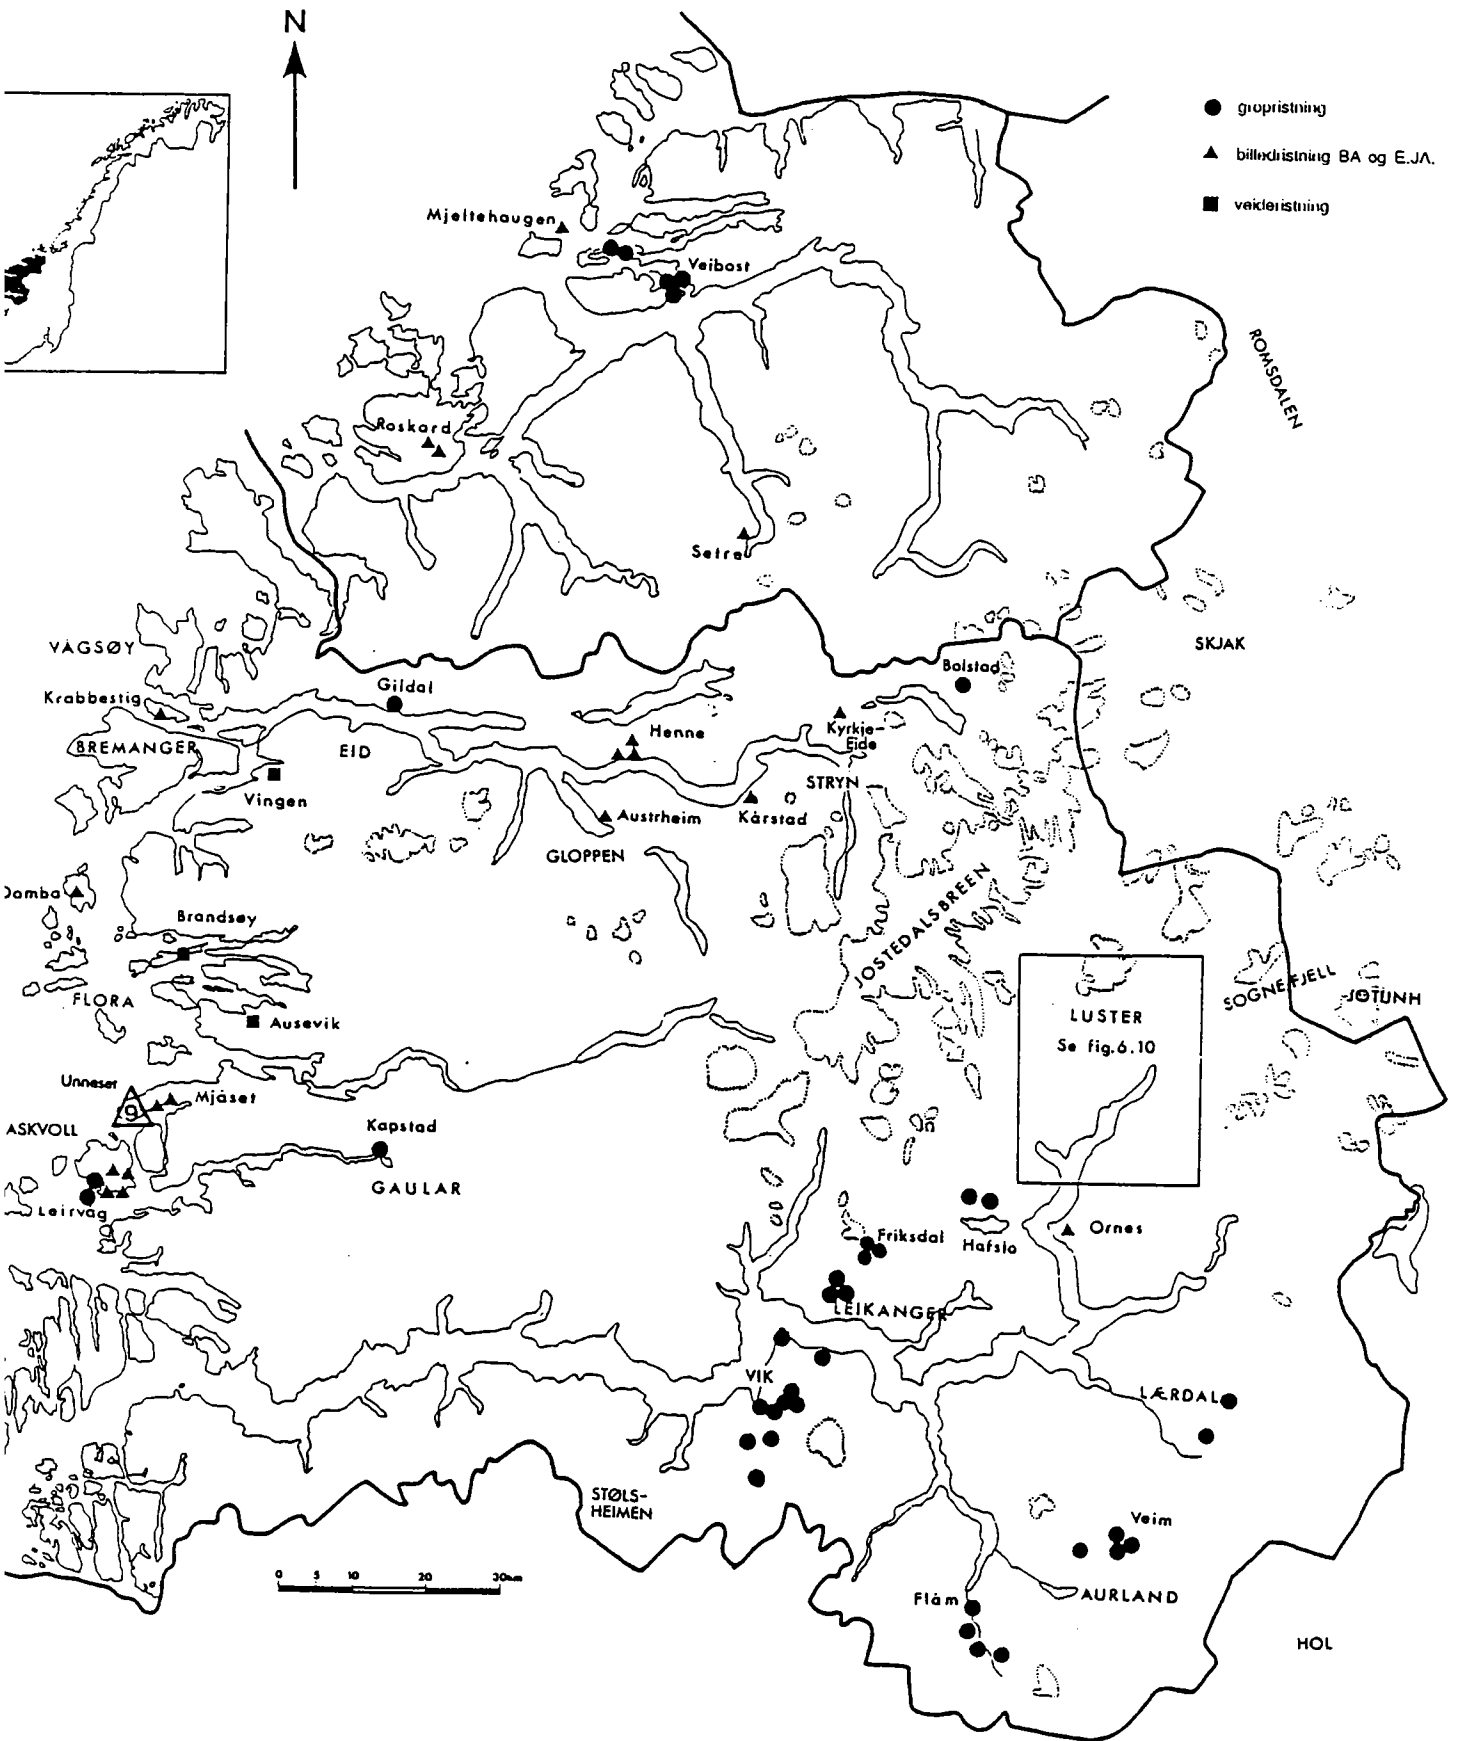 N
gropristning
billedristning BA og E.JA.
veideristning
Mjeltehaugen
Veibost
ROMSDALEN
Roskard
Setre
SKJAK
VÅGSØY
Bolstad
Gildal
Krabbestig
Kyrkje-
Eide
Henne
BREMANGER
EID
STRYN
Vingen
Austrheim
Kårstad
GLOPPEN
Domba
JOSTEDALSBREEN
Brandsøy
SOGNEFJELL
JOTUNH
FLORA
LUSTER
Ausevik
Se fig.6.10
Unneset
Mjåset
9
ASKVOLL
Kapstad
GAULAR
Leirvåg
Ornes
Friksdal
Hafslo
LEIKANGER
VIK
LÆRDAL
STØLS-
HEIMEN
Veim
0 5 10 20 30km
Flåm
AURLAND
HOL